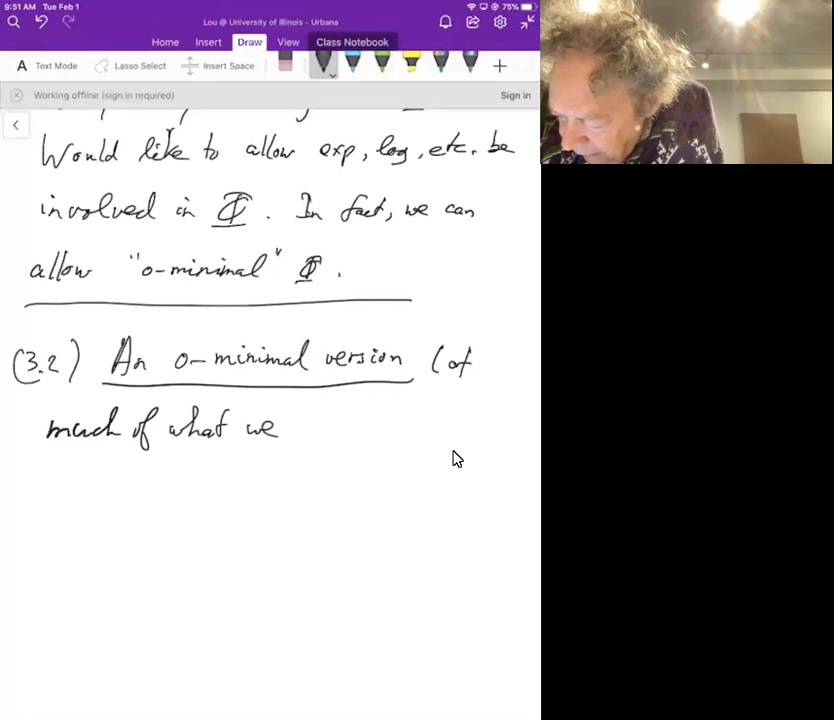 9:51 AM Tue Feb 1
75%
Lou @ University of Illinois - Urbana
Home Insert Draw View Class Notebook
A Text Mode Lasso Select Insert Space
Working offline (sign in required) Sign in
Would like to allow exp, log, etc. be
involved in Φ. In fact, we can
allow "o-minimal" Φ.
(3.2) An o-minimal version (of
much of what we